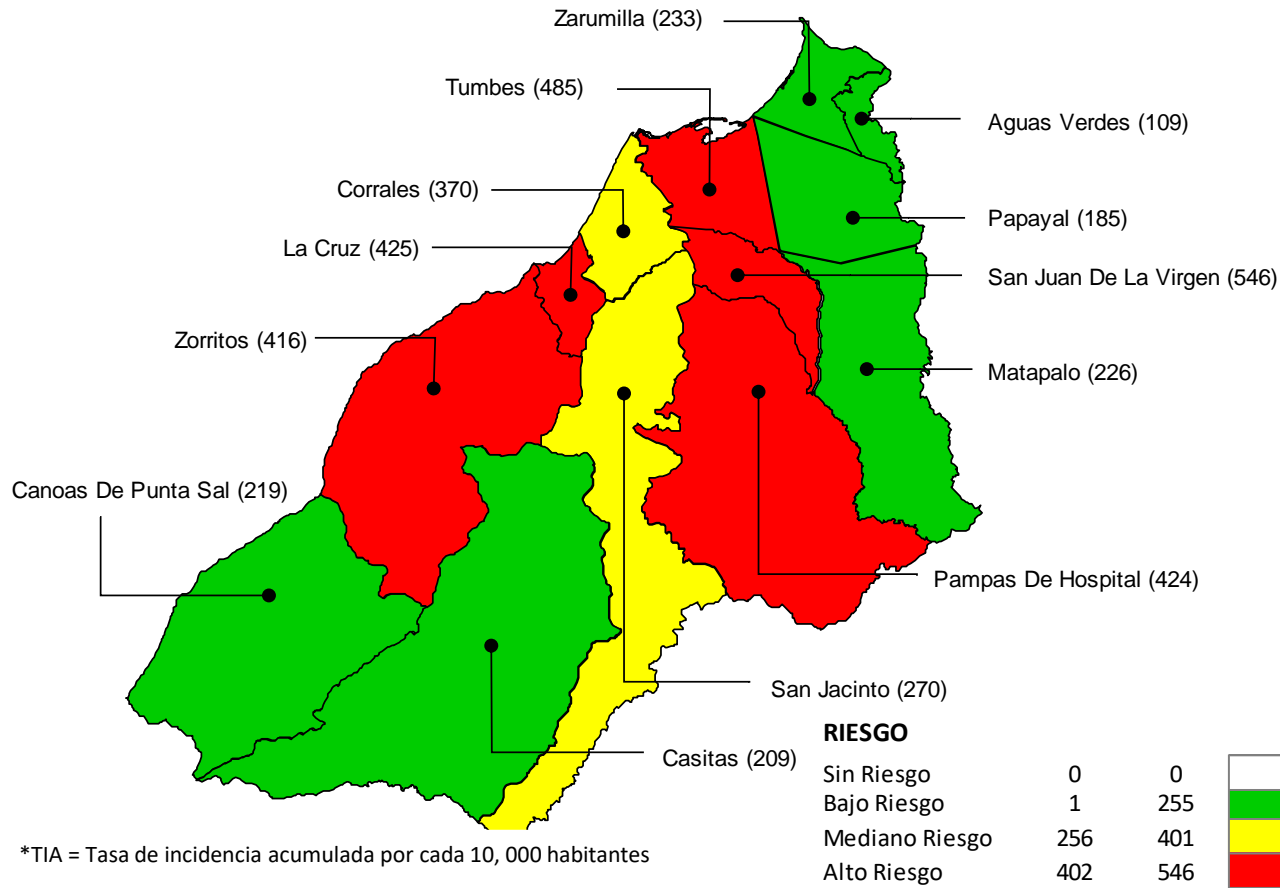 Zarumilla (233)
Tumbes (485)
Aguas Verdes (109)
Corrales (370)
Papayal (185)
La Cruz (425)
San Juan De La Virgen (546)
Zorritos (416)
Matapalo (226)
Canoas De Punta Sal (219)
Pampas De Hospital (424)
San Jacinto (270)
Casitas (209)
RIESGO
Sin Riesgo 0 0
Bajo Riesgo 1 255
Mediano Riesgo 256 401
Alto Riesgo 402 546
*TIA = Tasa de incidencia acumulada por cada 10, 000 habitantes